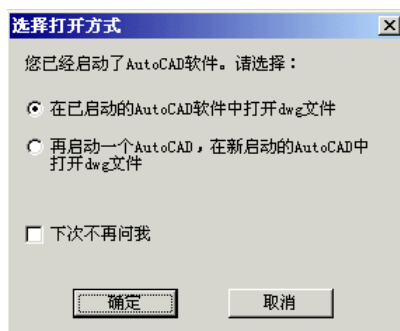 选择打开方式
您已经启动了AutoCAD软件。请选择：
在已启动的AutoCAD软件中打开dwg文件
再启动一个AutoCAD，在新启动的AutoCAD中
打开dwg文件
下次不再问我
确定 取消